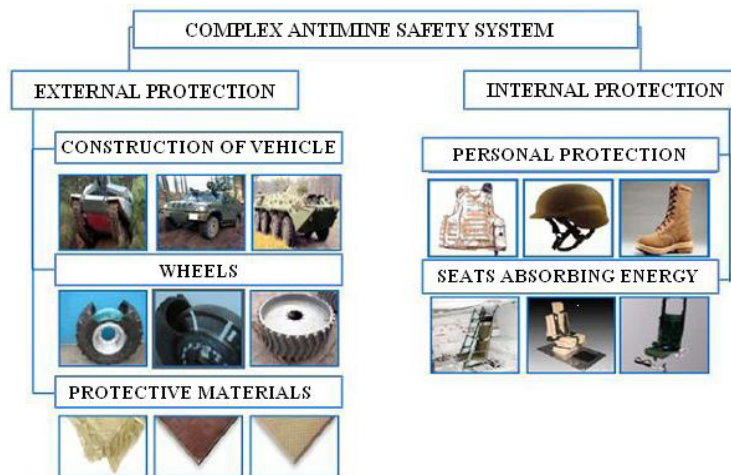 COMPLEX ANTIMINE SAFETY SYSTEM
EXTERNAL PROTECTION
INTERNAL PROTECTION
CONSTRUCTION OF VEHICLE
PERSONAL PROTECTION
WHEELS
SEATS ABSORBING ENERGY
PROTECTIVE MATERIALS